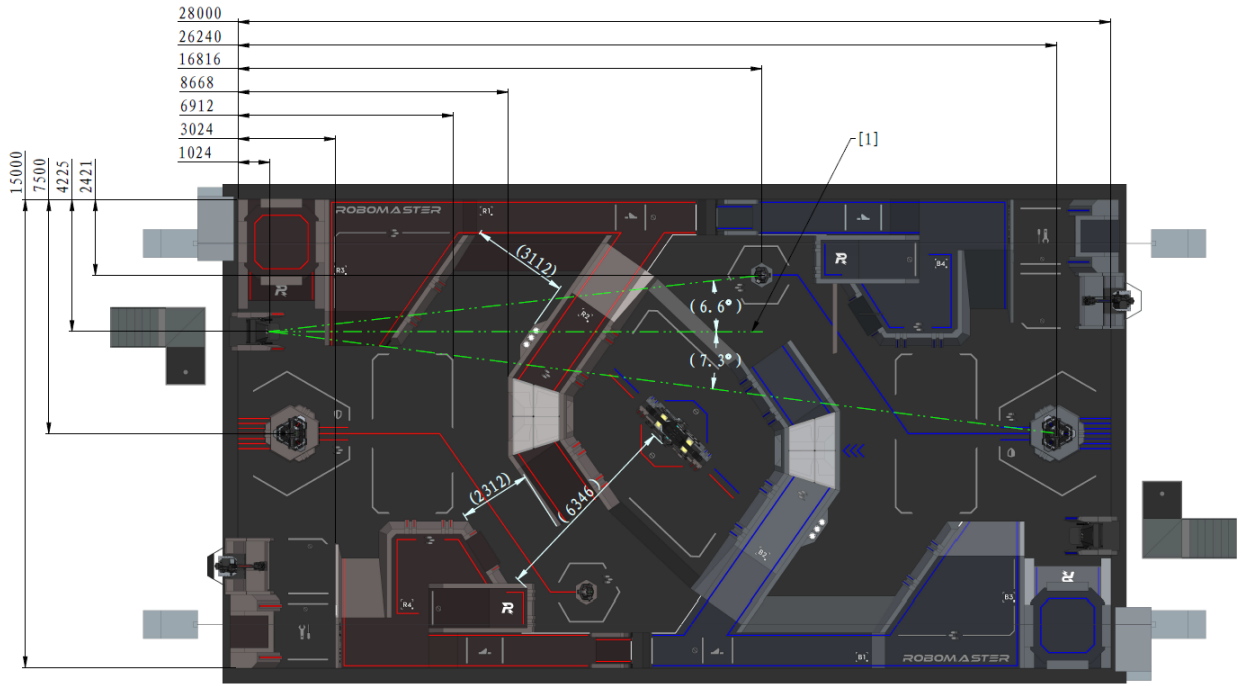 28000
26240
16816
8668
6912
3024
1024
15000
7500
4225
2421
[1]
ROBOMASTER
R1
R3
(3112)
R2
(6.6°)
(7.3°)
R
B4
R
(2312)
(6346)
R4
R
B2
B3
R
B1
ROBOMASTER